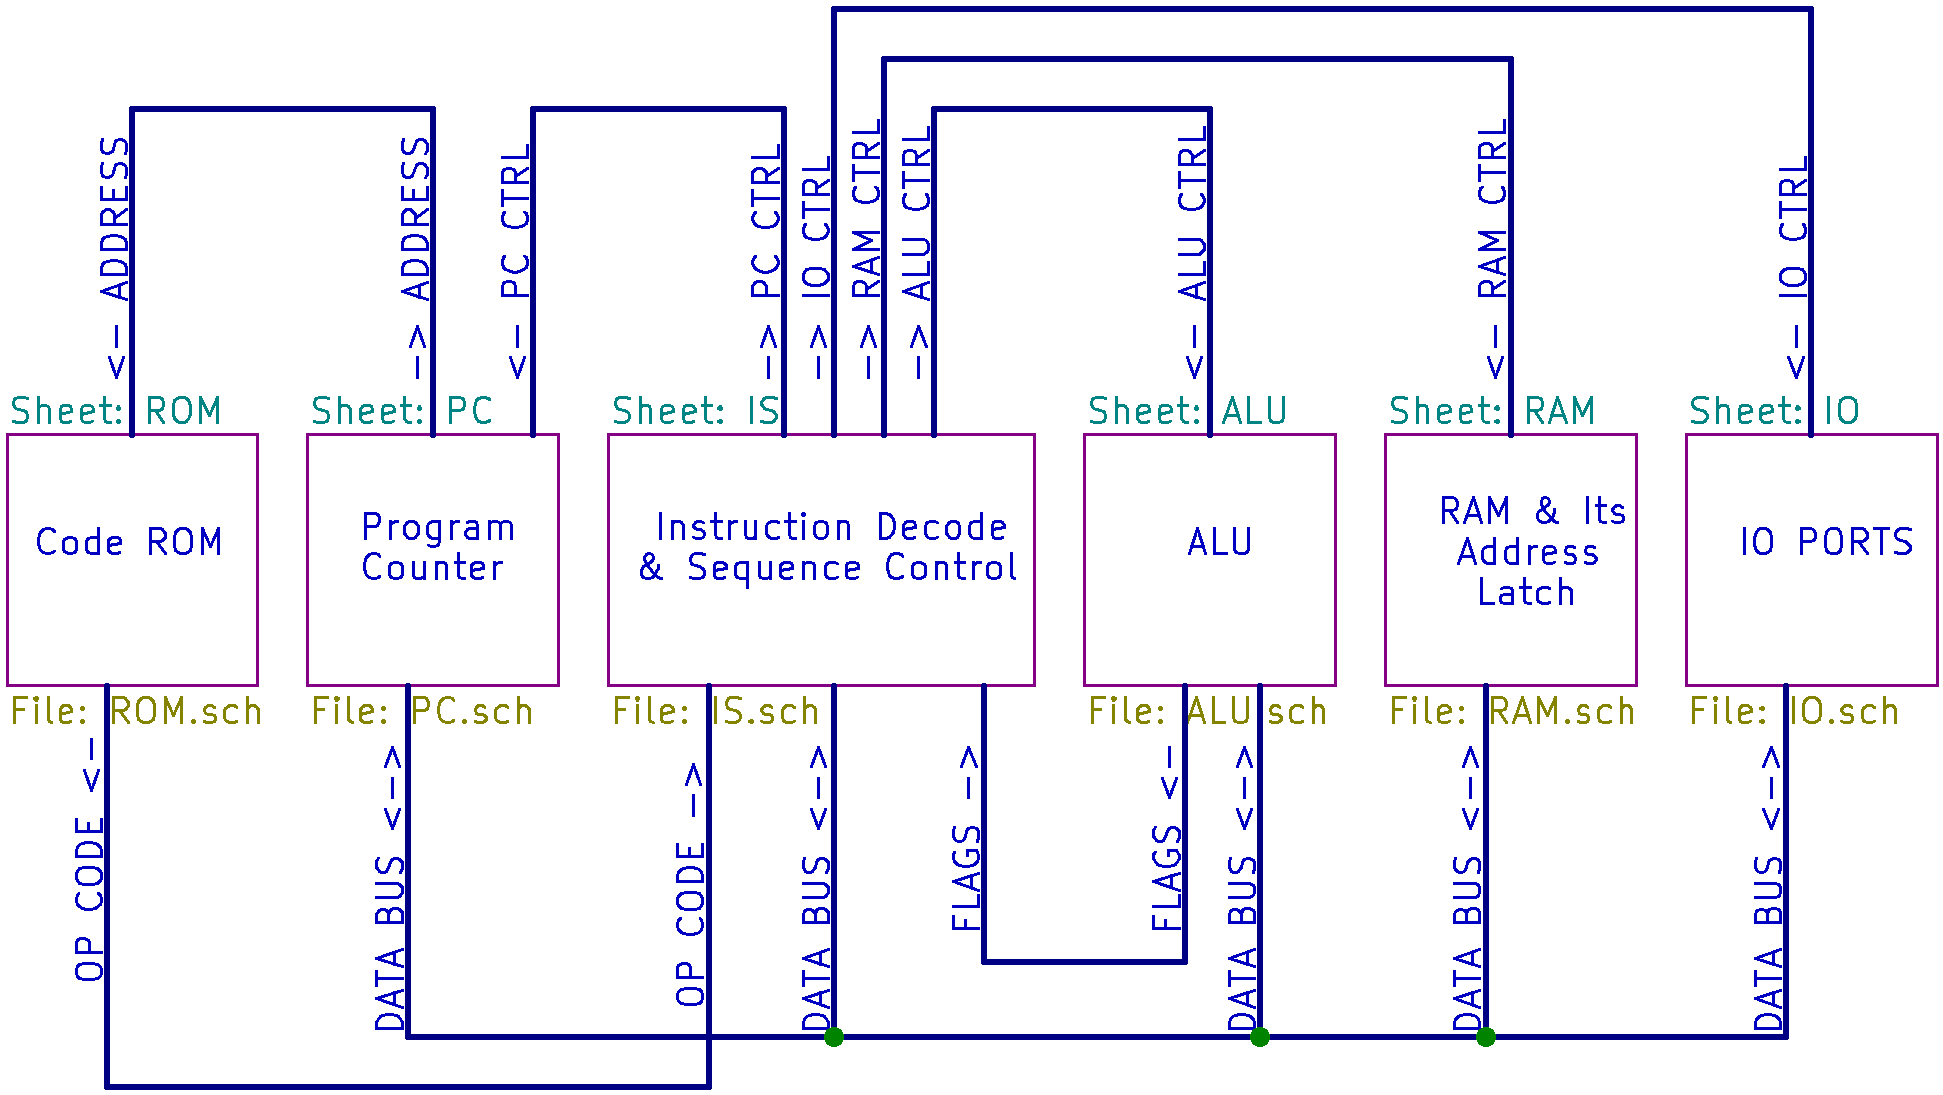 <- ADDRESS
-> ADDRESS
<- PC CTRL
-> PC CTRL
-> IO CTRL
-> RAM CTRL
-> ALU CTRL
<- ALU CTRL
<- RAM CTRL
<- IO CTRL
Sheet: ROM
Sheet: PC
Sheet: IS
Sheet: ALU
Sheet: RAM
Sheet: IO
Code ROM
Program
Counter
Instruction Decode
& Sequence Control
ALU
RAM & Its
Address
Latch
IO PORTS
File: ROM.sch
File: PC.sch
File: IS.sch
File: ALU.sch
File: RAM.sch
File: IO.sch
OP CODE <-
DATA BUS <->
OP CODE ->
DATA BUS <->
FLAGS ->
FLAGS <-
DATA BUS <->
DATA BUS <->
DATA BUS <->